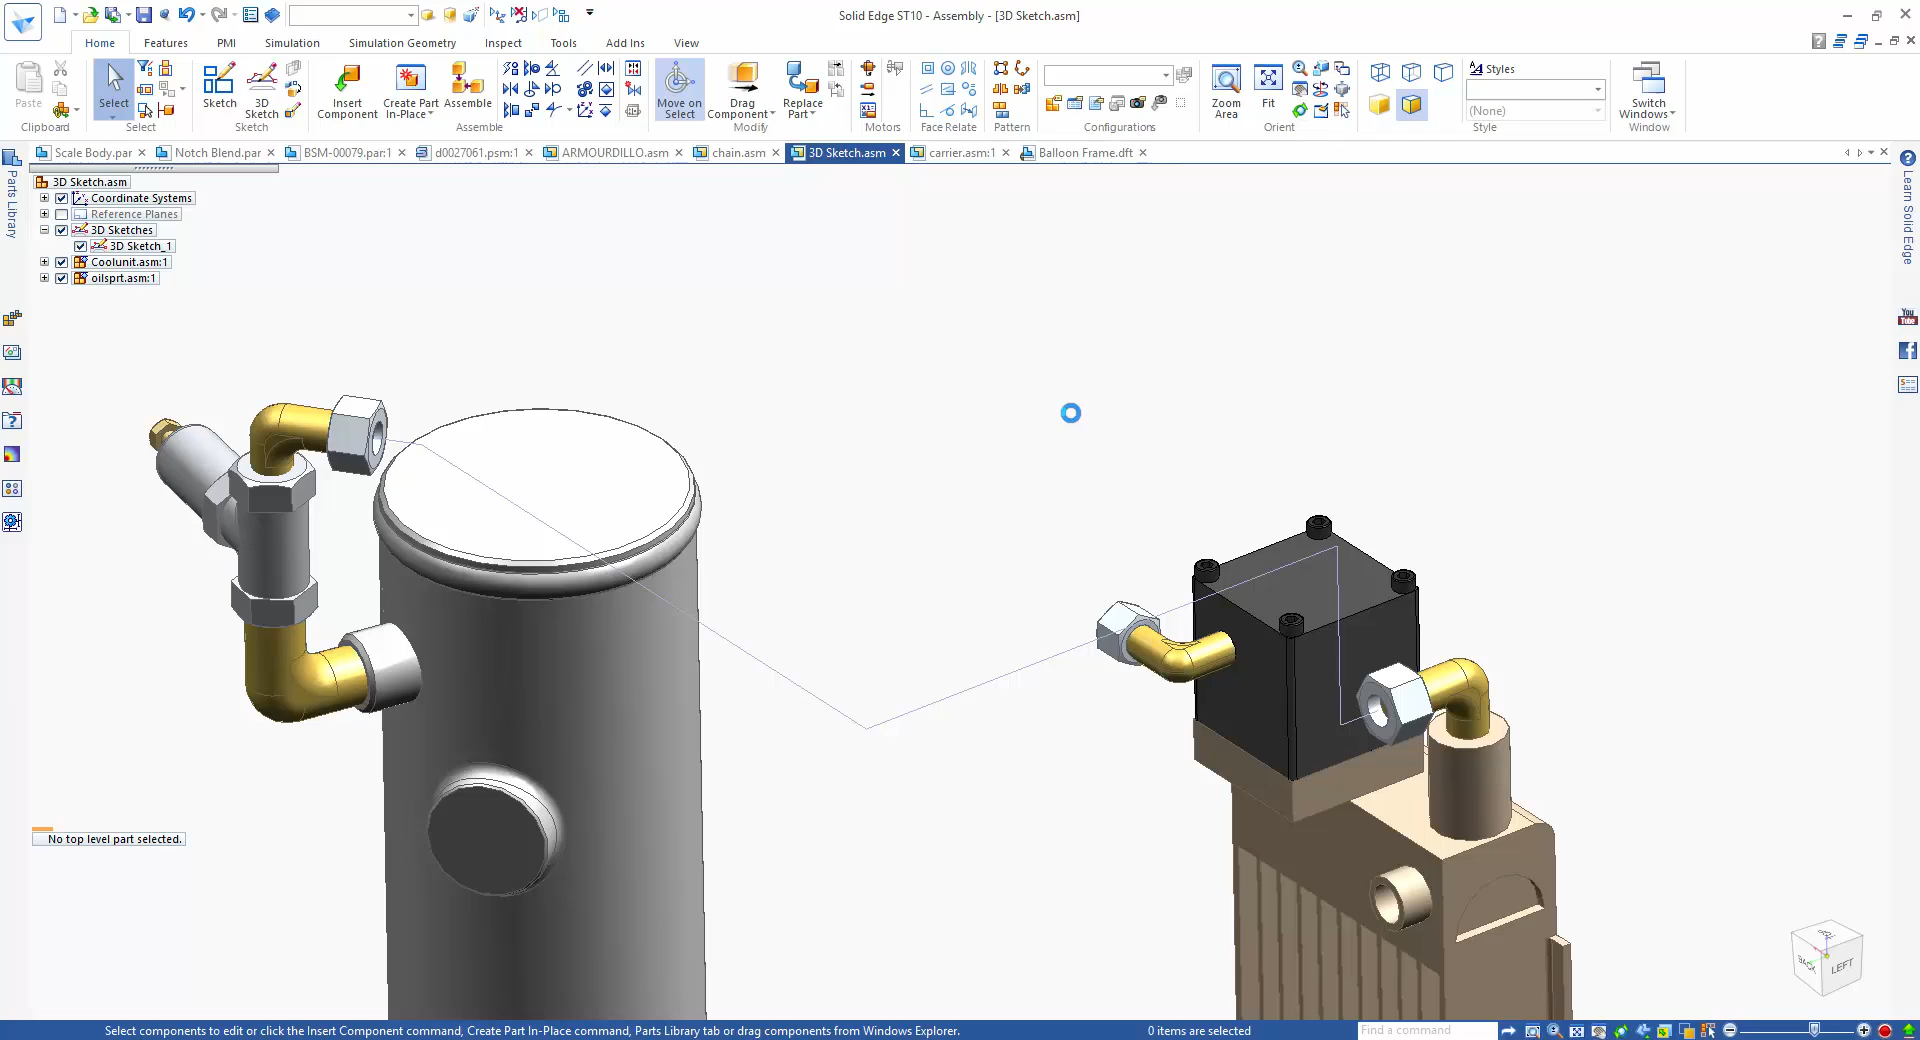 Solid Edge ST10 - Assembly - [3D Sketch.asm]
Home
Features
PMI
Simulation
Simulation Geometry
Inspect
Tools
Add Ins
View
Paste
Clipboard
Select
Select
Sketch
3D Sketch
Sketch
Insert Component
Create Part In-Place
Assemble
Assemble
Move on Select
Drag Component
Replace Part
Modify
Motors
Face Relate
Pattern
Configurations
Zoom Area
Fit
Orient
Styles
(None)
Style
Switch Windows
Window
Scale Body.par
Notch Blend.par
BSM-00079.par:1
d0027061.psm:1
ARMOURDILLO.asm
chain.asm
3D Sketch.asm
carrier.asm:1
Balloon Frame.dft
Parts Library
3D Sketch.asm
Coordinate Systems
Reference Planes
3D Sketches
3D Sketch_1
Coolunit.asm:1
oilsprt.asm:1
Learn Solid Edge
You Tube
No top level part selected.
TOP
BACK
LEFT
Select components to edit or click the Insert Component command, Create Part In-Place command, Parts Library tab or drag components from Windows Explorer.
0 items are selected
Find a command